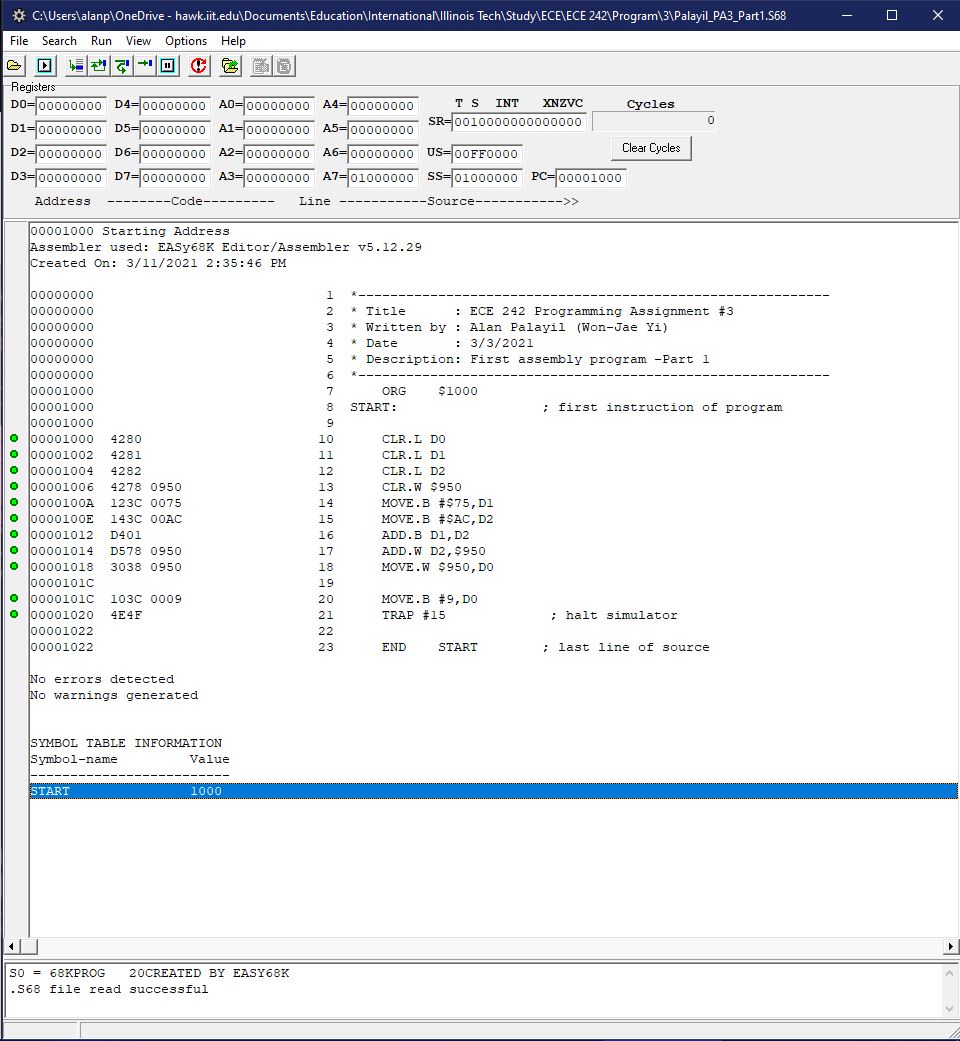 C:\Users\alanp\OneDrive - hawk.iit.edu\Documents\Education\International\Illinois Tech\Study\ECE\ECE 242\Program\3\Palayil_PA3_Part1.S68
File Search Run View Options Help
Registers
T S INT XNZVC Cycles
D0= 00000000 D4= 00000000 A0= 00000000 A4= 00000000
SR= 0010000000000000 0
D1= 00000000 D5= 00000000 A1= 00000000 A5= 00000000
D2= 00000000 D6= 00000000 A2= 00000000 A6= 00000000 US= 00FF0000 Clear Cycles
D3= 00000000 D7= 00000000 A3= 00000000 A7= 01000000 SS= 01000000 PC= 00001000
Address --------Code--------- Line -----------Source----------->>
00001000 Starting Address
Assembler used: EASy68K Editor/Assembler v5.12.29
Created On: 3/11/2021 2:35:46 PM
00000000 1 *-----------------------------------------------------------
00000000 2 * Title : ECE 242 Programming Assignment #3
00000000 3 * Written by : Alan Palayil (Won-Jae Yi)
00000000 4 * Date : 3/3/2021
00000000 5 * Description: First assembly program -Part 1
00000000 6 *-----------------------------------------------------------
00001000 7 ORG $1000
00001000 8 START: ; first instruction of program
00001000 9
00001000 4280 10 CLR.L D0
00001002 4281 11 CLR.L D1
00001004 4282 12 CLR.L D2
00001006 4278 0950 13 CLR.W $950
0000100A 123C 0075 14 MOVE.B #$75,D1
0000100E 143C 00AC 15 MOVE.B #$AC,D2
00001012 D401 16 ADD.B D1,D2
00001014 D578 0950 17 ADD.W D2,$950
00001018 3038 0950 18 MOVE.W $950,D0
0000101C 19
0000101C 103C 0009 20 MOVE.B #9,D0
00001020 4E4F 21 TRAP #15 ; halt simulator
00001022 22
00001022 23 END START ; last line of source
No errors detected
No warnings generated
SYMBOL TABLE INFORMATION
Symbol-name Value
-------------------------
START 1000
S0 = 68KPROG 20CREATED BY EASY68K
.S68 file read successful